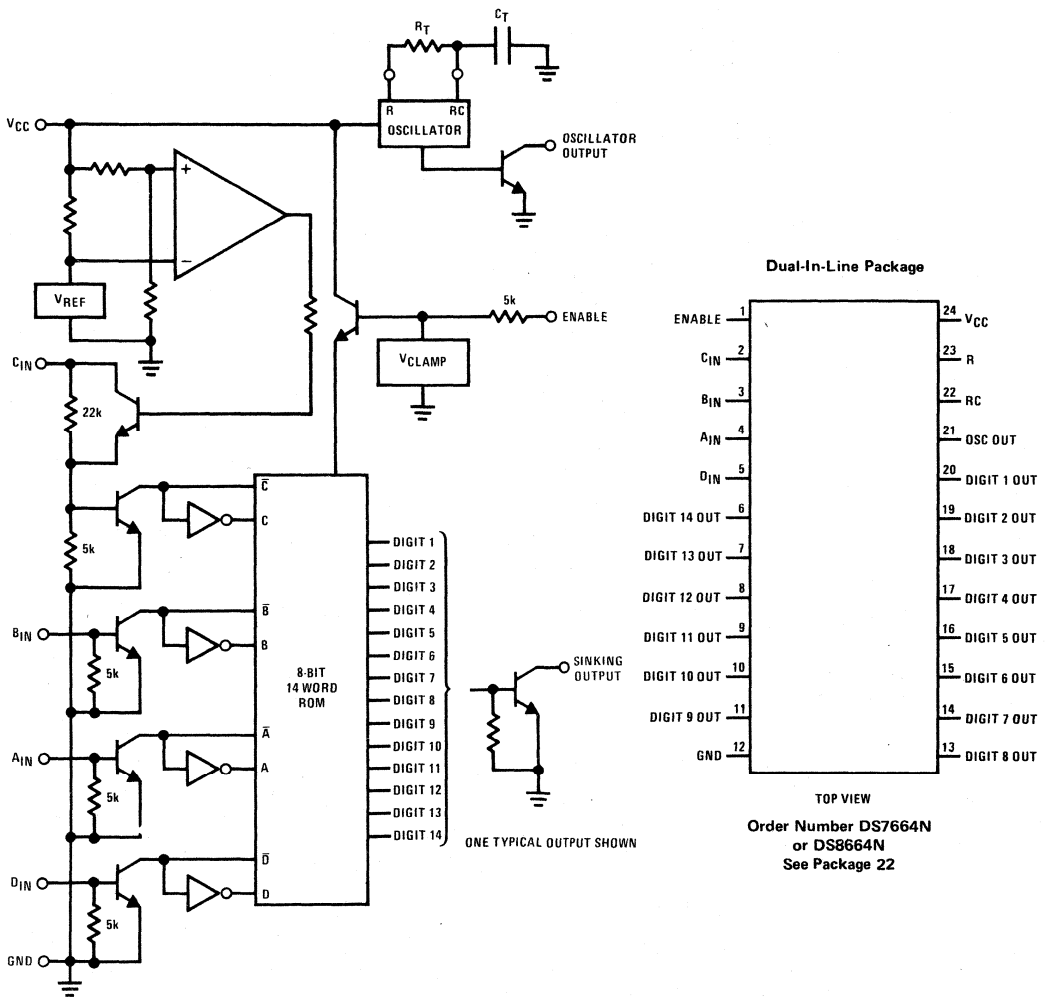 RT
CT
R RC
OSCILLATOR
VCC
OSCILLATOR
OUTPUT
+
−
VREF
5k
ENABLE
VCLAMP
CIN
22k
C̅
C
5k
BIN
B̅
B
5k
AIN
A̅
A
5k
DIN
D̅
D
5k
GND
8-BIT
14 WORD
ROM
DIGIT 1
DIGIT 2
DIGIT 3
DIGIT 4
DIGIT 5
DIGIT 6
DIGIT 7
DIGIT 8
DIGIT 9
DIGIT 10
DIGIT 11
DIGIT 12
DIGIT 13
DIGIT 14
SINKING
OUTPUT
ONE TYPICAL OUTPUT SHOWN
Dual-In-Line Package
ENABLE 1
CIN 2
BIN 3
AIN 4
DIN 5
DIGIT 14 OUT 6
DIGIT 13 OUT 7
DIGIT 12 OUT 8
DIGIT 11 OUT 9
DIGIT 10 OUT 10
DIGIT 9 OUT 11
GND 12
24 VCC
23 R
22 RC
21 OSC OUT
20 DIGIT 1 OUT
19 DIGIT 2 OUT
18 DIGIT 3 OUT
17 DIGIT 4 OUT
16 DIGIT 5 OUT
15 DIGIT 6 OUT
14 DIGIT 7 OUT
13 DIGIT 8 OUT
TOP VIEW
Order Number DS7664N
or DS8664N
See Package 22